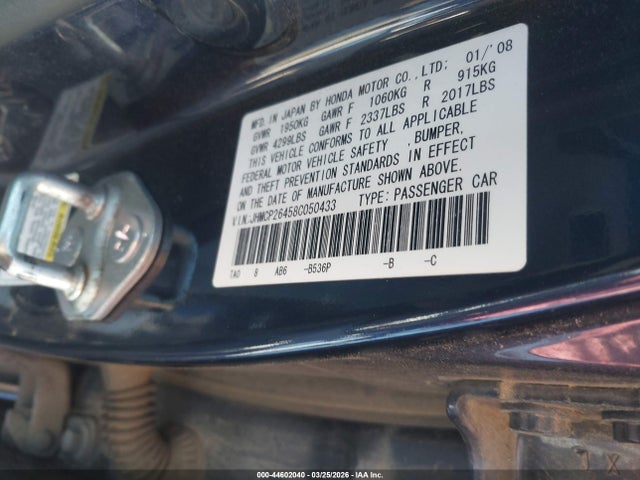 MFD. IN JAPAN BY HONDA MOTOR CO., LTD; 01/'08
GVWR 1950KG GAWR F 1060KG R 915KG
GVWR 4299LBS GAWR F 2337LBS R 2017LBS
THIS VEHICLE CONFORMS TO ALL APPLICABLE
FEDERAL MOTOR VEHICLE SAFETY ,BUMPER,
AND THEFT PREVENTION STANDARDS IN EFFECT
ON THE DATE OF MANUFACTURE SHOWN ABOVE.
VIN:JHMCP26458C050433 TYPE: PASSENGER CAR
TAO 8 AB6 -B536P -B -C
000-44602040 - 03/25/2026 - IAA Inc.